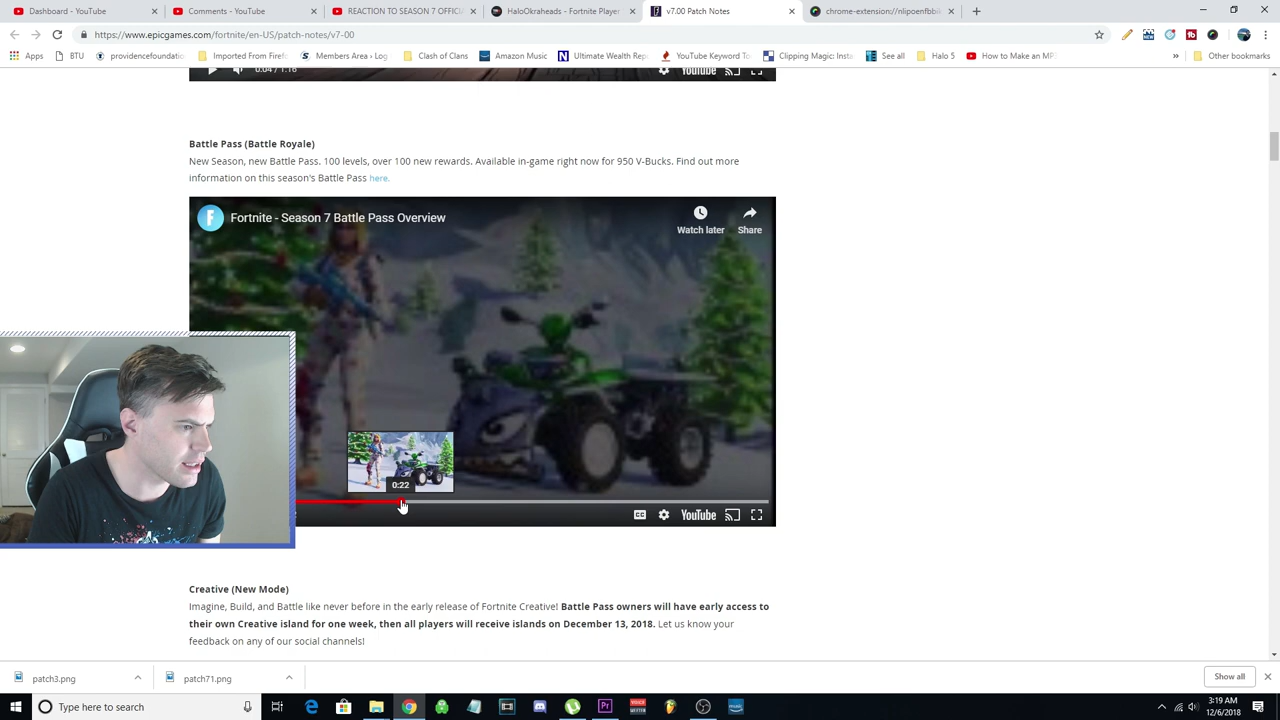 Dashboard - YouTube
Comments - YouTube
REACTION TO SEASON 7 OFFICI
HaloOkraheads - Fortnite Player
v7.00 Patch Notes
chrome-extension://nlipoenfbbik
https://www.epicgames.com/fortnite/en-US/patch-notes/v7-00
Apps
BTU
providencefoundatio
Imported From Firefo
Members Area › Log
Clash of Clans
Amazon Music
Ultimate Wealth Rep
YouTube Keyword To
Clipping Magic: Insta
See all
Halo 5
How to Make an MP3
»
Other bookmarks
0:04 / 1:16
YouTube
Battle Pass (Battle Royale)
New Season, new Battle Pass. 100 levels, over 100 new rewards. Available in-game right now for 950 V-Bucks. Find out more
information on this season's Battle Pass here.
Fortnite - Season 7 Battle Pass Overview
Watch later
Share
0:22
CC
YouTube
Creative (New Mode)
Imagine, Build, and Battle like never before in the early release of Fortnite Creative! Battle Pass owners will have early access to
their own Creative island for one week, then all players will receive islands on December 13, 2018. Let us know your
feedback on any of our social channels!
patch3.png
patch71.png
Show all
Type here to search
3:19 AM
12/6/2018